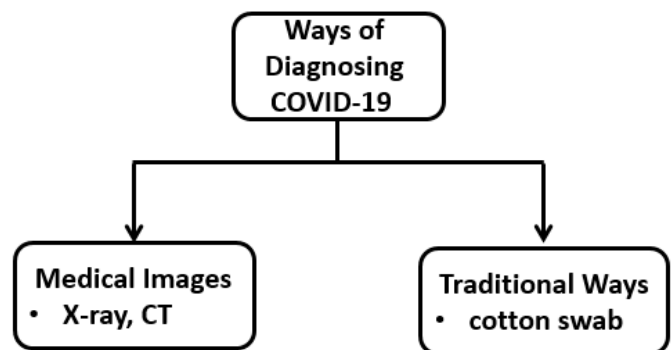 Ways of
Diagnosing
COVID-19
Medical Images
• X-ray, CT
Traditional Ways
• cotton swab